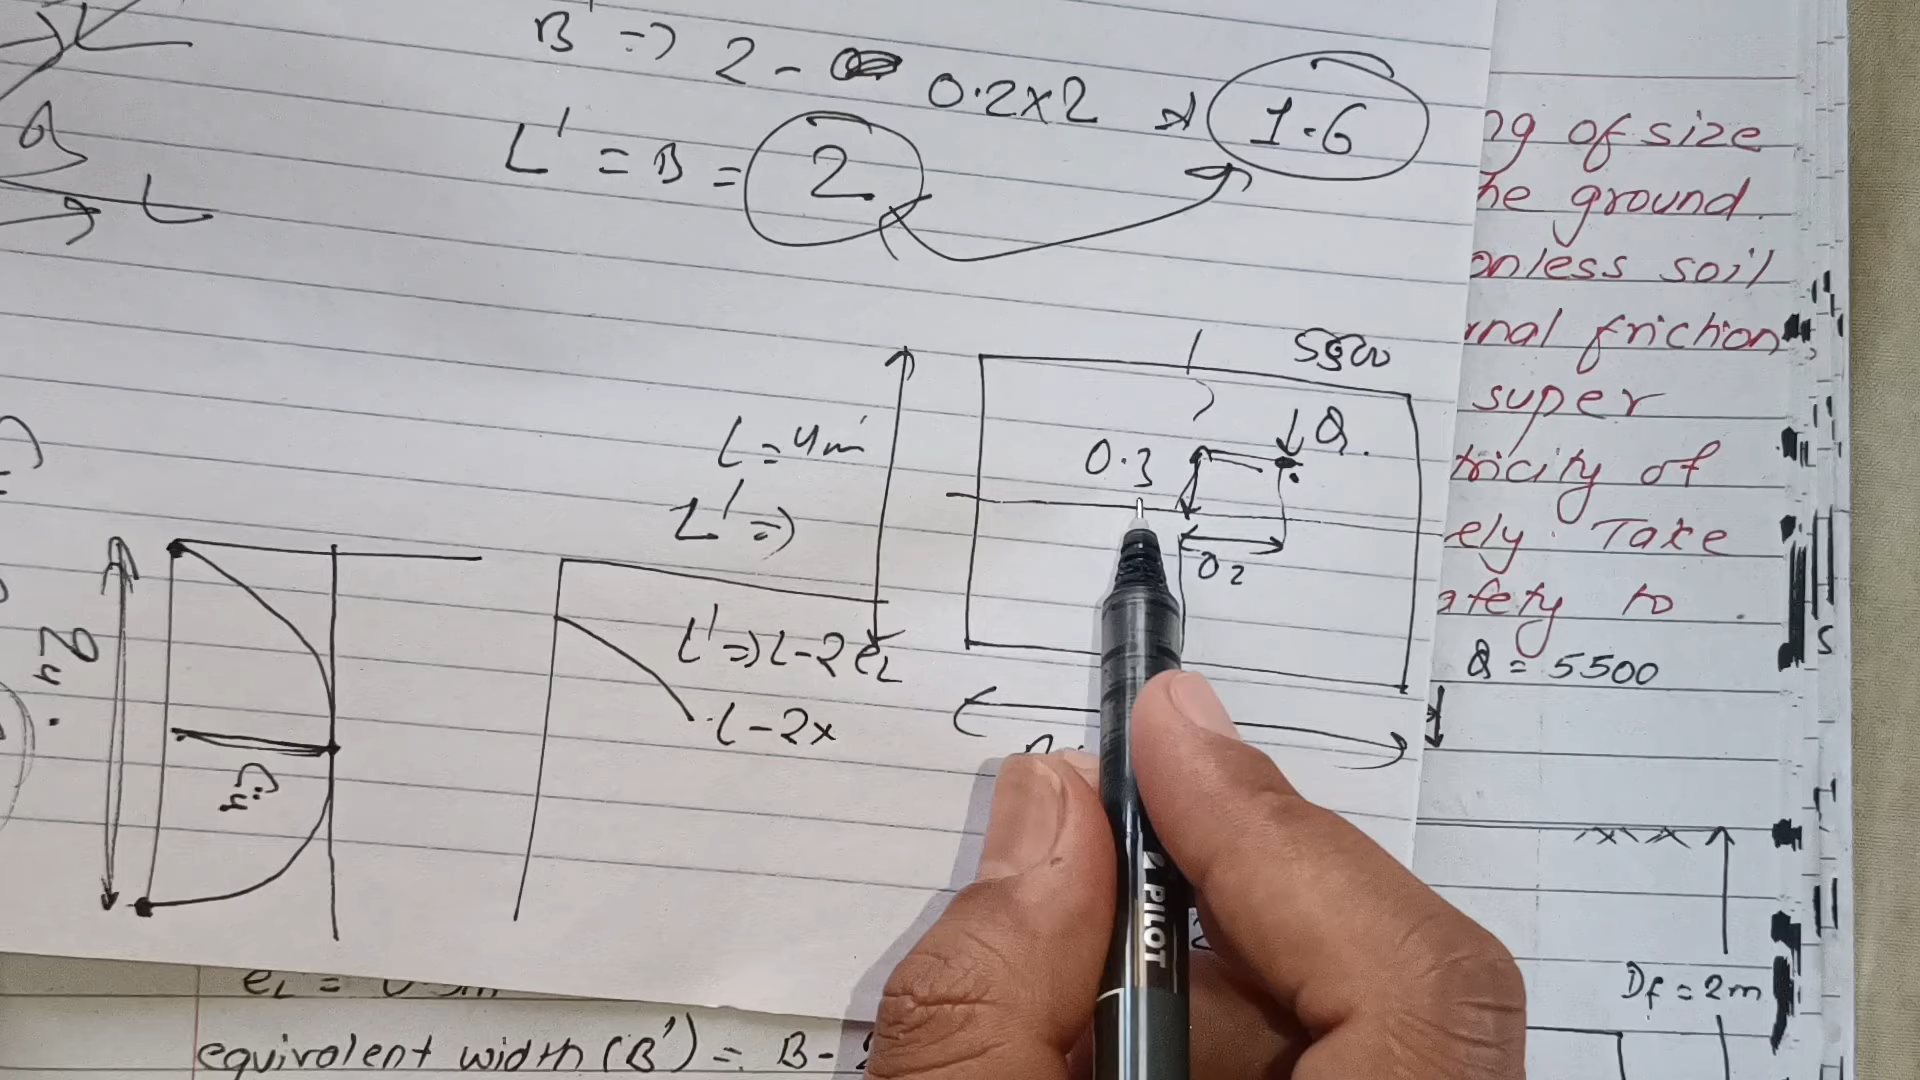 B' => 2 - 0.2x2 => 1.6
L' = B = 2
ng of size
he ground.
onless soil
rnal friction
super
tricity of
ely. Take
afety to
Q = 5500
5500
L = 4m
Q.
0.3
L' =>
0.2
L' => L-2eL
L-2x
2y.
S
Df = 2m
PILOT
eL =
equivalent width (B') = B -